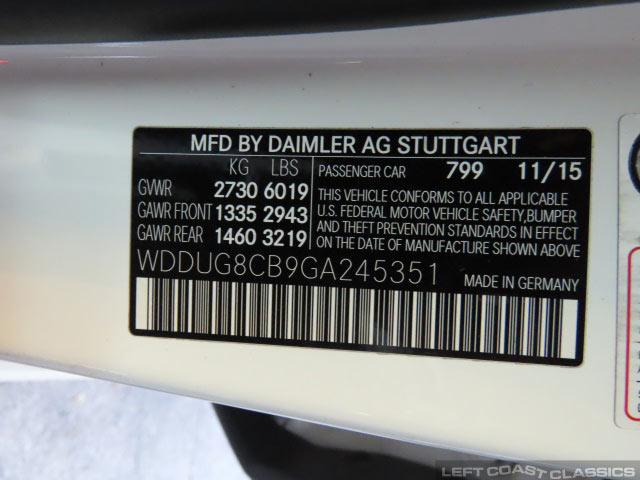 MFD BY DAIMLER AG STUTTGART
KG LBS
GVWR 2730 6019
GAWR FRONT 1335 2943
GAWR REAR 1460 3219
PASSENGER CAR 799 11/15
THIS VEHICLE CONFORMS TO ALL APPLICABLE
U.S. FEDERAL MOTOR VEHICLE SAFETY,BUMPER
AND THEFT PREVENTION STANDARDS IN EFFECT
ON THE DATE OF MANUFACTURE SHOWN ABOVE
WDDUG8CB9GA245351 MADE IN GERMANY
LEFT COAST CLASSICS